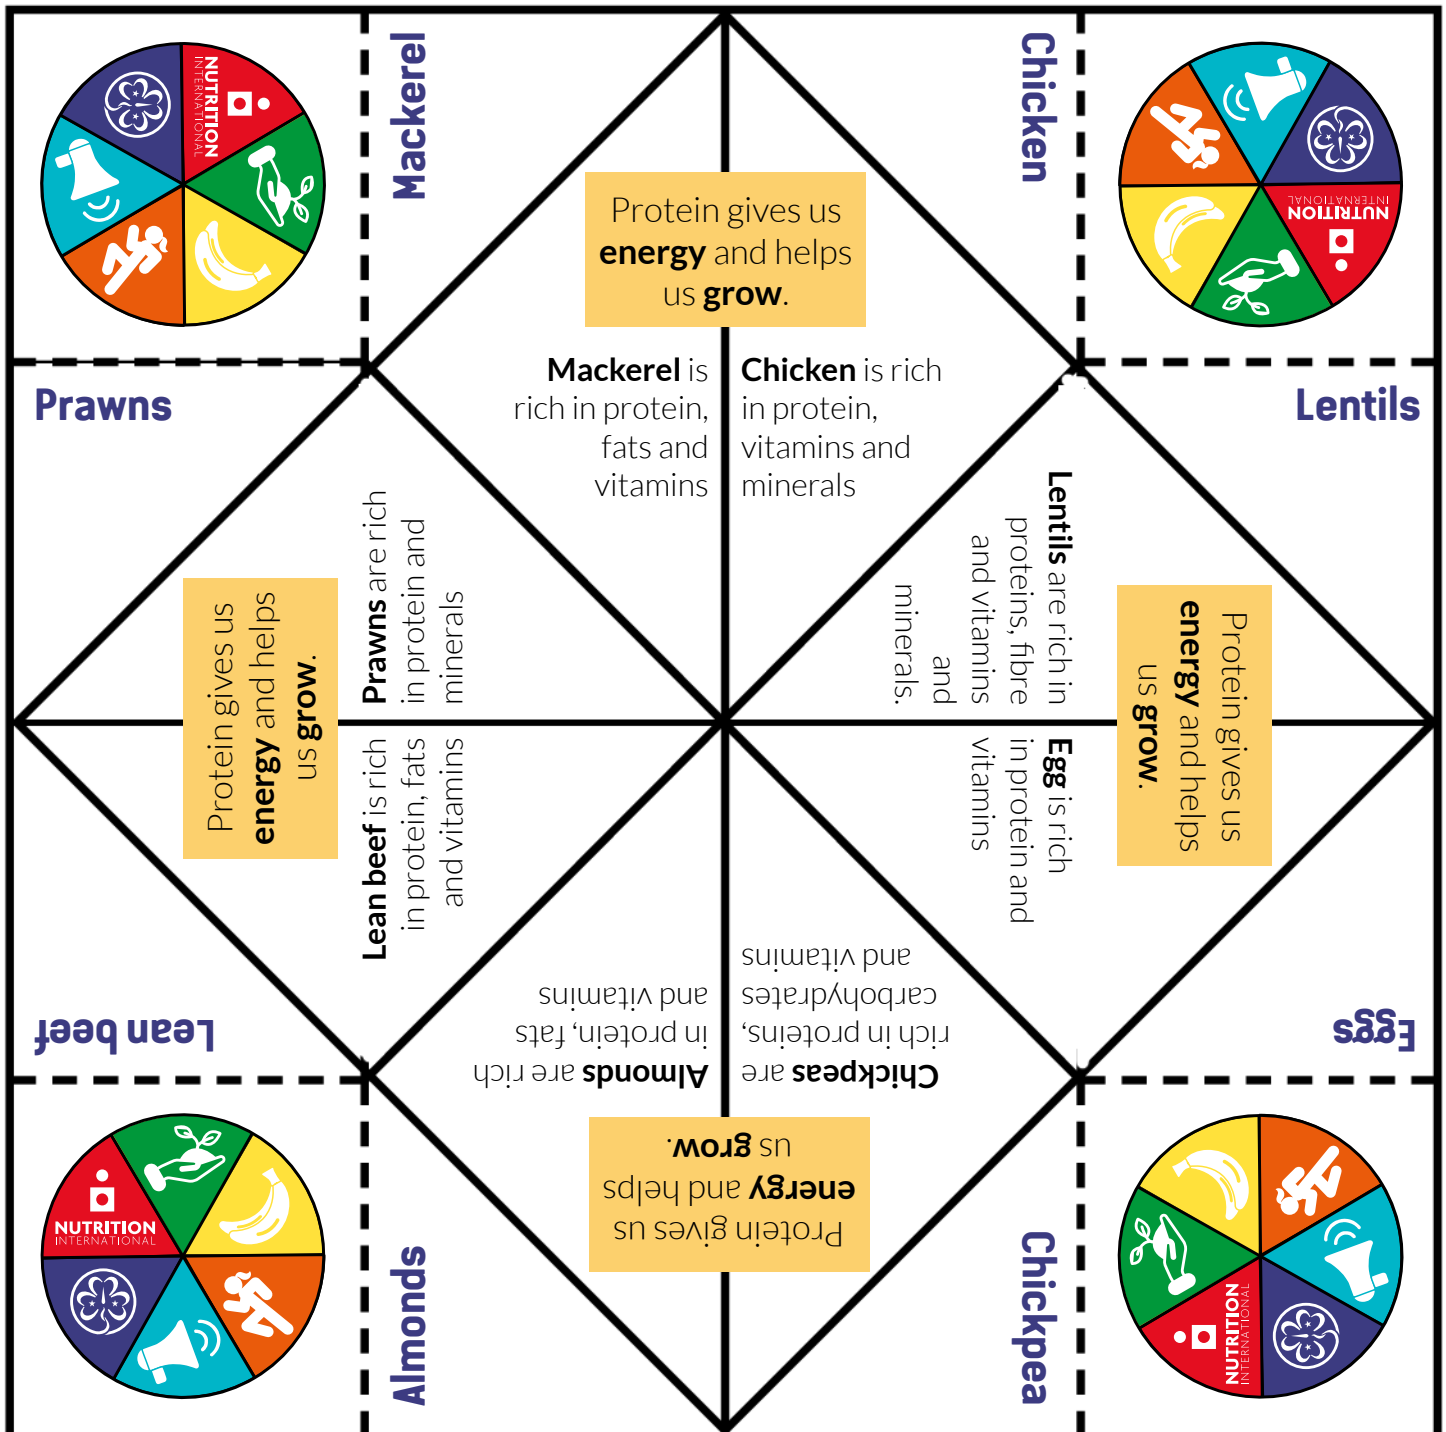 NUTRITION
INTERNATIONAL
Mackerel
Chicken
NUTRITION
INTERNATIONAL
Protein gives us
energy and helps
us grow.
Mackerel is
rich in protein,
fats and
vitamins
Chicken is rich
in protein,
vitamins and
minerals
Prawns
Lentils
Prawns are rich
in protein and
minerals
Lentils are rich in
proteins, fibre
and vitamins
and
minerals.
Protein gives us
energy and helps
us grow.
Protein gives us
energy and helps
us grow.
Lean beef is rich
in protein, fats
and vitamins
Egg is rich
in protein and
vitamins
Lean beef
Eggs
Almonds are rich
in protein, fats
and vitamins
Chickpeas are
rich in proteins,
carbohydrates
and vitamins
Protein gives us
energy and helps
us grow.
NUTRITION
INTERNATIONAL
Almonds
Chickpea
NUTRITION
INTERNATIONAL